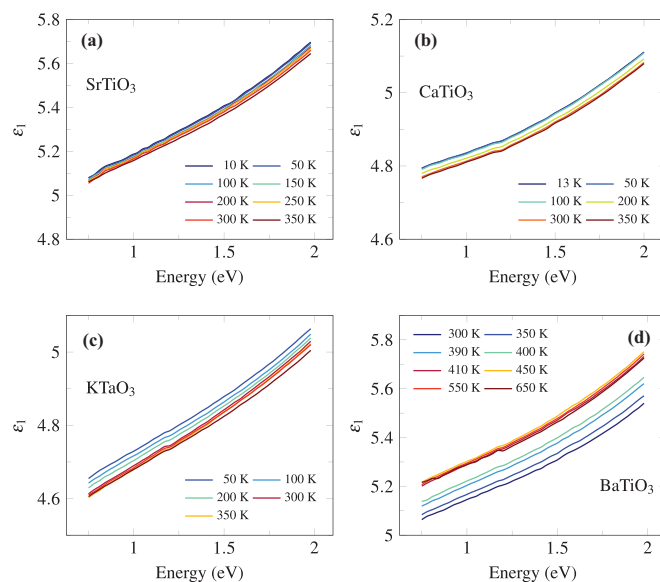 (a)
SrTiO3
ε1
5.8
5.6
5.4
5.2
5
4.8
10 K 50 K
100 K 150 K
200 K 250 K
300 K 350 K
1 1.5 2
Energy (eV)
(b)
CaTiO3
ε1
5.2
5
4.8
4.6
13 K 50 K
100 K 200 K
300 K 350 K
1 1.5 2
Energy (eV)
(c)
KTaO3
ε1
5
4.8
4.6
50 K 100 K
200 K 300 K
350 K
1 1.5 2
Energy (eV)
(d)
300 K 350 K
390 K 400 K
410 K 450 K
550 K 650 K
BaTiO3
ε1
5.8
5.6
5.4
5.2
5
1 1.5 2
Energy (eV)